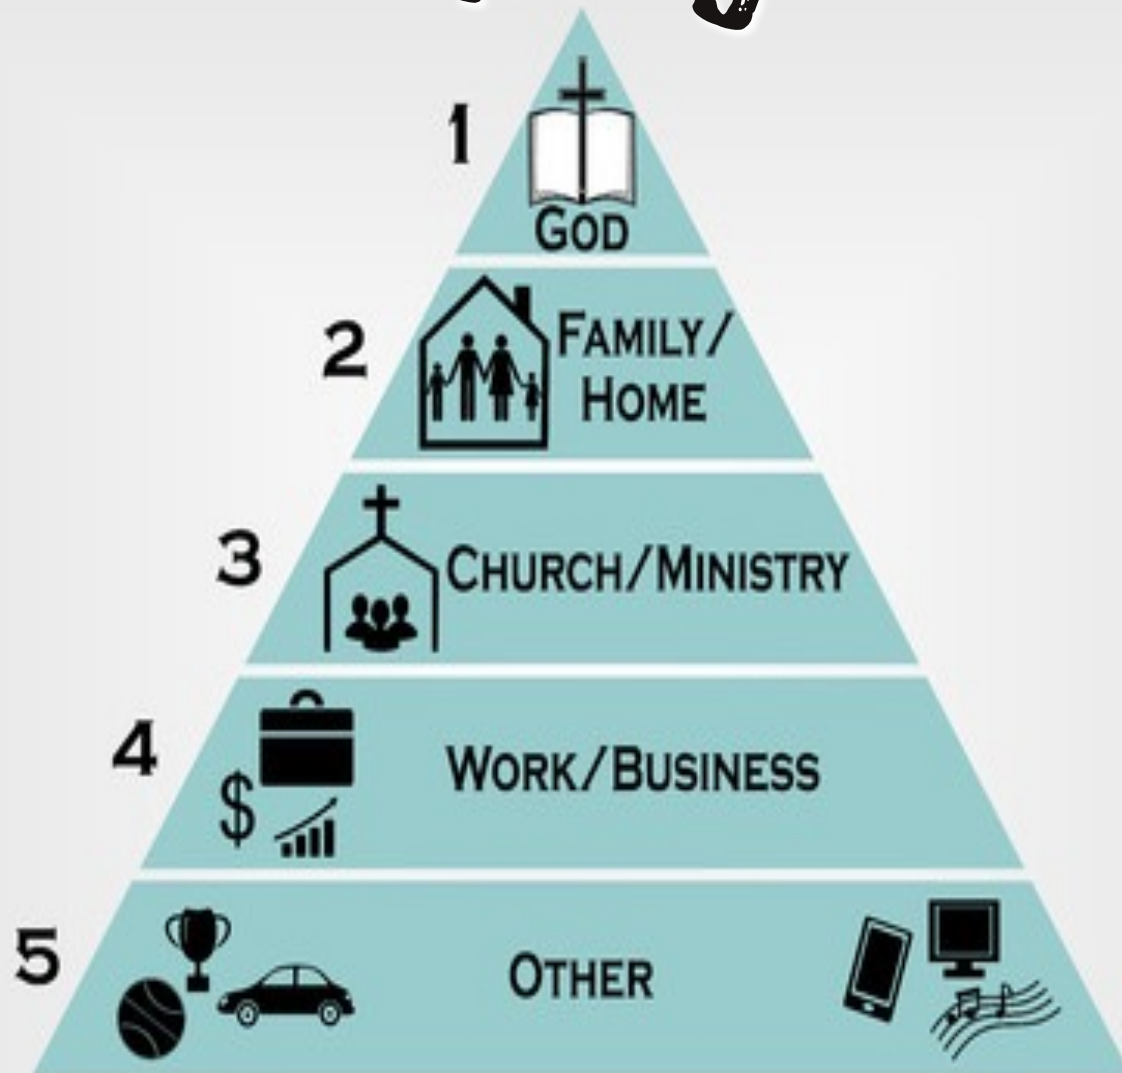 1
GOD
2
FAMILY/
HOME
3
CHURCH/MINISTRY
4
$
WORK/BUSINESS
5
OTHER